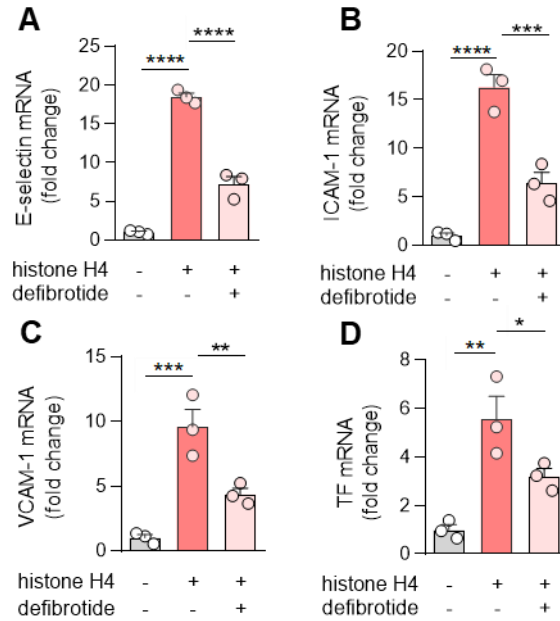 A
E-selectin mRNA
(fold change)
25
20
15
10
5
0
**** ****
histone H4 - + +
defibrotide - - +
B
ICAM-1 mRNA
(fold change)
20
15
10
5
0
**** ***
histone H4 - + +
defibrotide - - +
C
VCAM-1 mRNA
(fold change)
15
10
5
0
*** **
histone H4 - + +
defibrotide - - +
D
TF mRNA
(fold change)
8
6
4
2
0
** *
histone H4 - + +
defibrotide - - +